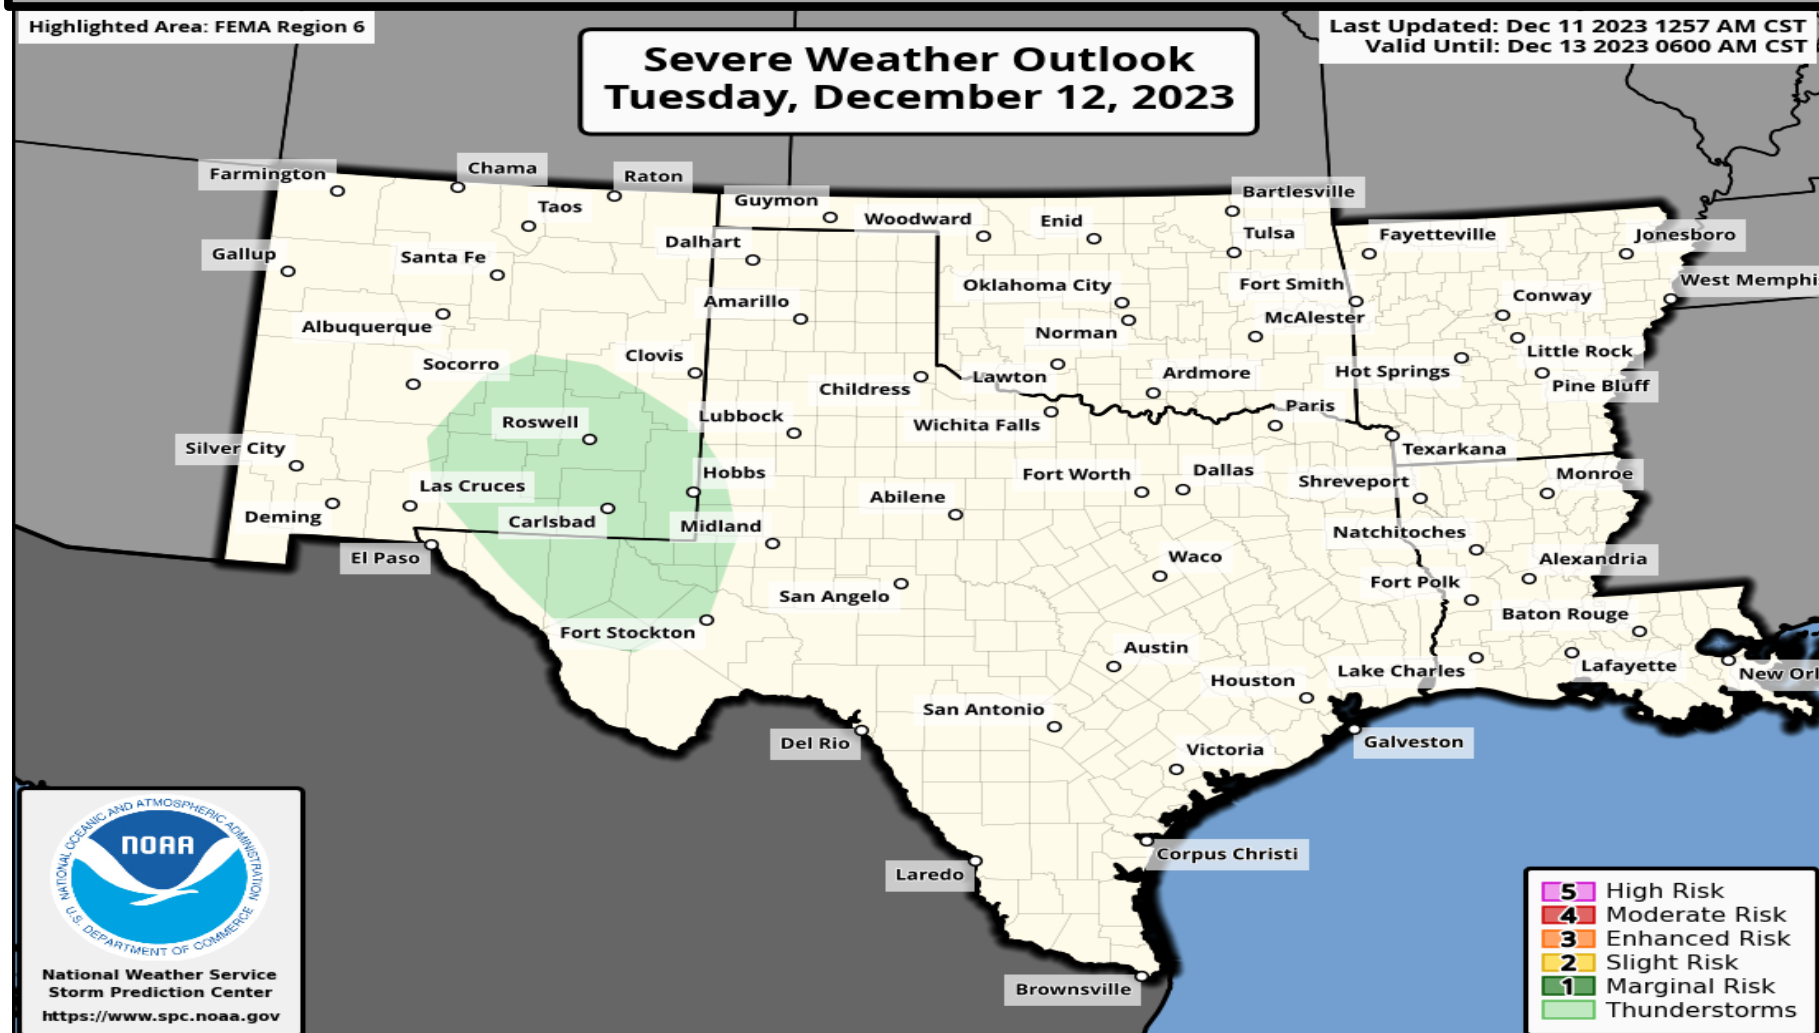 Highlighted Area: FEMA Region 6
Last Updated: Dec 11 2023 1257 AM CST
Valid Until: Dec 13 2023 0600 AM CST
Severe Weather Outlook
Tuesday, December 12, 2023
Farmington
Chama
Raton
Taos
Guymon
Woodward
Enid
Bartlesville
Gallup
Santa Fe
Dalhart
Tulsa
Fayetteville
Jonesboro
Albuquerque
Amarillo
Oklahoma City
Fort Smith
Conway
West Memphi
Norman
McAlester
Socorro
Clovis
Childress
Lawton
Ardmore
Hot Springs
Little Rock
Pine Bluff
Roswell
Lubbock
Wichita Falls
Paris
Silver City
Hobbs
Texarkana
Las Cruces
Abilene
Fort Worth
Dallas
Shreveport
Monroe
Deming
Carlsbad
Midland
Natchitoches
El Paso
Waco
Alexandria
San Angelo
Fort Polk
Baton Rouge
Fort Stockton
Austin
Houston
Lake Charles
Lafayette
New Orl
San Antonio
Del Rio
Victoria
Galveston
Corpus Christi
Laredo
Brownsville
NATIONAL OCEANIC AND ATMOSPHERIC ADMINISTRATION
NOAA
U.S. DEPARTMENT OF COMMERCE
National Weather Service
Storm Prediction Center
https://www.spc.noaa.gov
5 High Risk
4 Moderate Risk
3 Enhanced Risk
2 Slight Risk
1 Marginal Risk
Thunderstorms